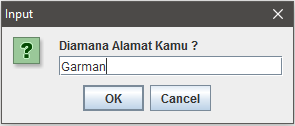 Input
Diamana Alamat Kamu ?
Garman
OK Cancel